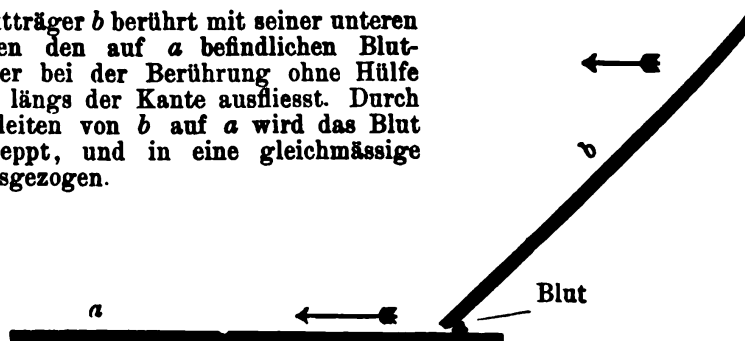 tträger b berührt mit seiner unteren
en den auf a befindlichen Blut-
er bei der Berührung ohne Hülfe
längs der Kante ausfliesst. Durch
leiten von b auf a wird das Blut
eppt, und in eine gleichmässige
sgezogen.
b
Blut
a